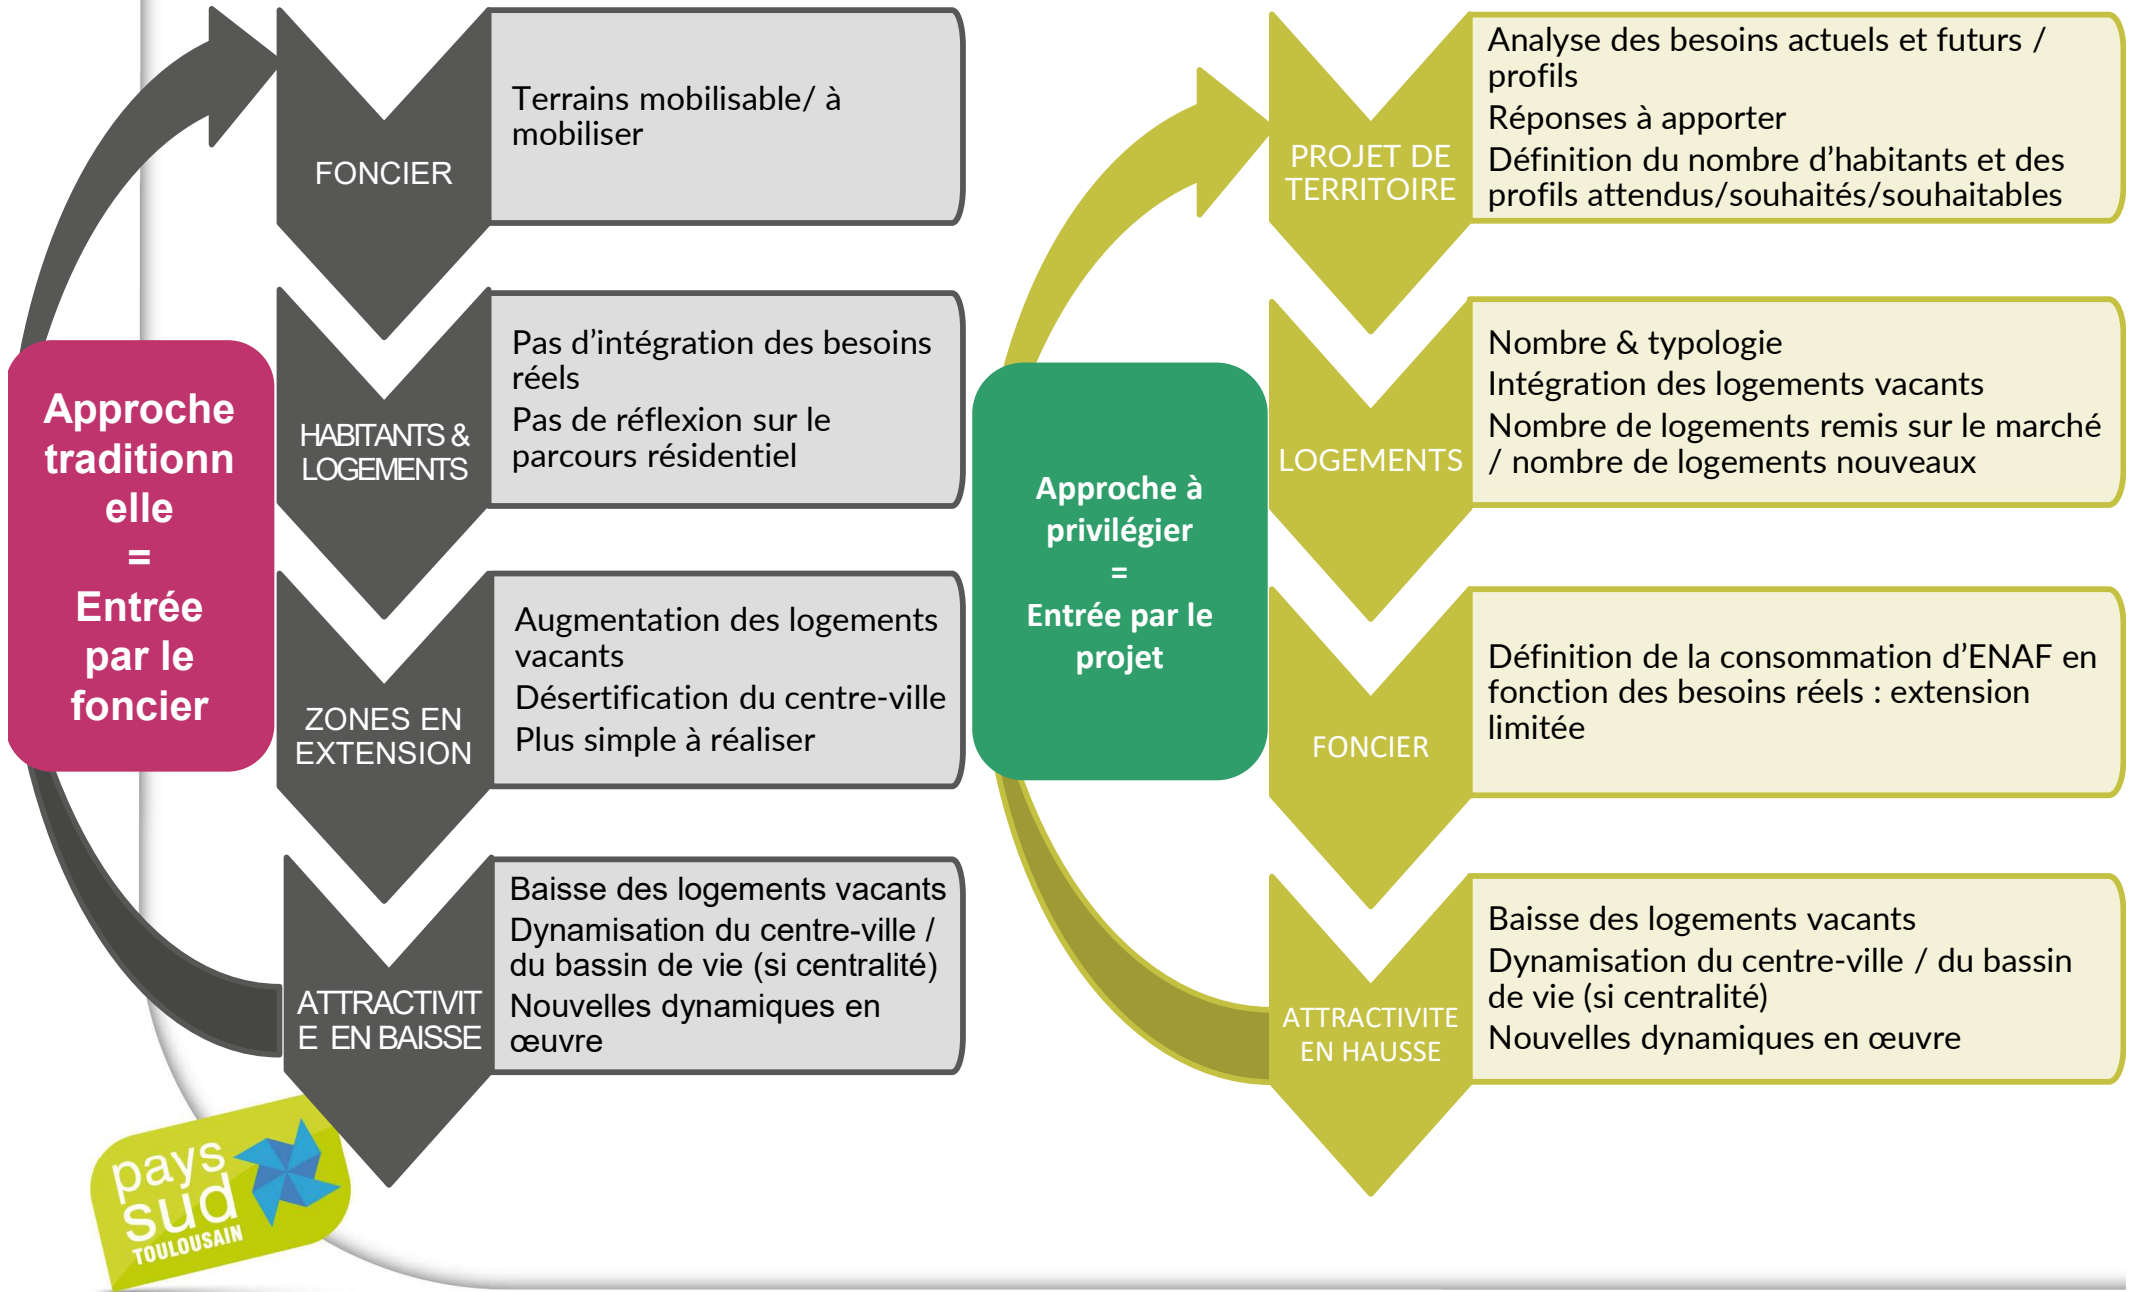 Approche
traditionn
elle
=
Entrée
par le
foncier
FONCIER
Terrains mobilisable/ à
mobiliser
HABITANTS &
LOGEMENTS
Pas d'intégration des besoins
réels
Pas de réflexion sur le
parcours résidentiel
ZONES EN
EXTENSION
Augmentation des logements
vacants
Désertification du centre-ville
Plus simple à réaliser
ATTRACTIVIT
E EN BAISSE
Baisse des logements vacants
Dynamisation du centre-ville /
du bassin de vie (si centralité)
Nouvelles dynamiques en
œuvre
Approche à
privilégier
=
Entrée par le
projet
PROJET DE
TERRITOIRE
Analyse des besoins actuels et futurs /
profils
Réponses à apporter
Définition du nombre d'habitants et des
profils attendus/souhaités/souhaitables
LOGEMENTS
Nombre & typologie
Intégration des logements vacants
Nombre de logements remis sur le marché
/ nombre de logements nouveaux
FONCIER
Définition de la consommation d'ENAF en
fonction des besoins réels : extension
limitée
ATTRACTIVITE
EN HAUSSE
Baisse des logements vacants
Dynamisation du centre-ville / du bassin
de vie (si centralité)
Nouvelles dynamiques en œuvre
pays
sud
TOULOUSAIN